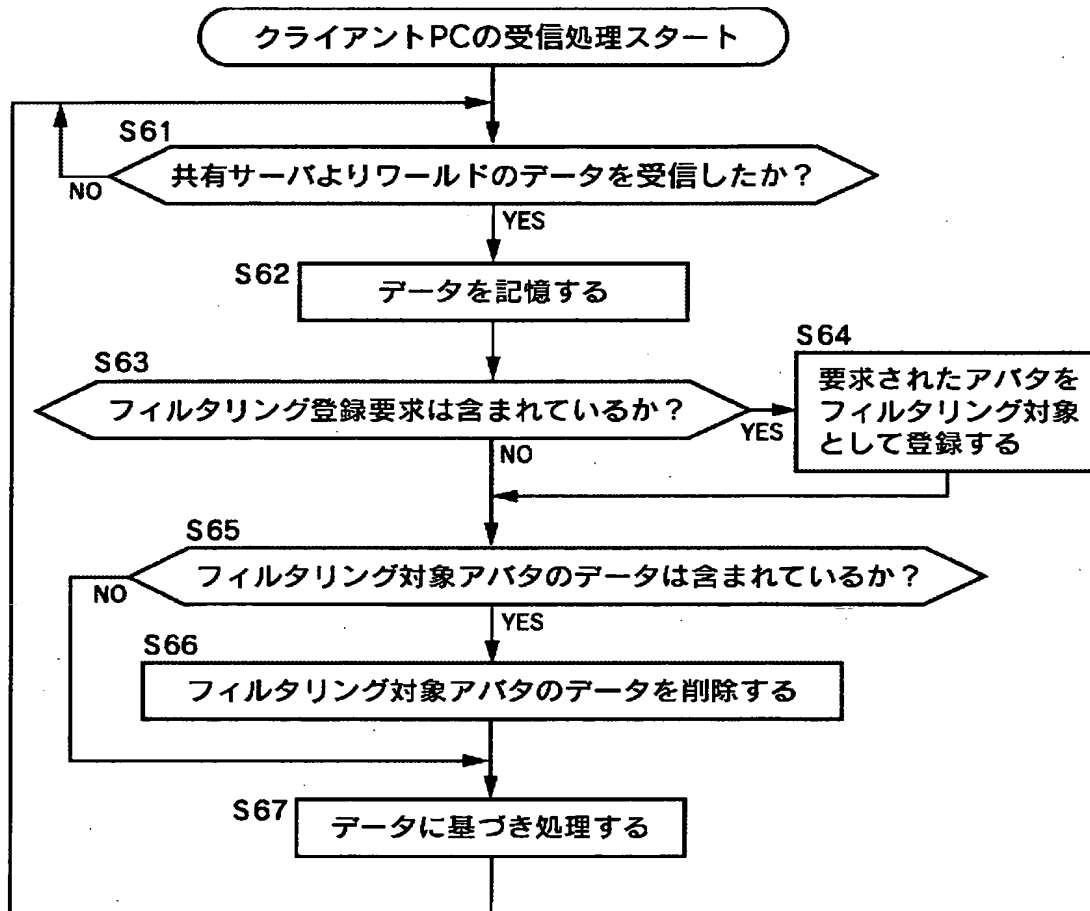 クライアントPCの受信処理スタート
S61
共有サーバよりワールドのデータを受信したか？
NO
YES
S62
データを記憶する
S63
フィルタリング登録要求は含まれているか？
YES
NO
S64
要求されたアバタを
フィルタリング対象
として登録する
S65
フィルタリング対象アバタのデータは含まれているか？
NO
YES
S66
フィルタリング対象アバタのデータを削除する
S67
データに基づき処理する